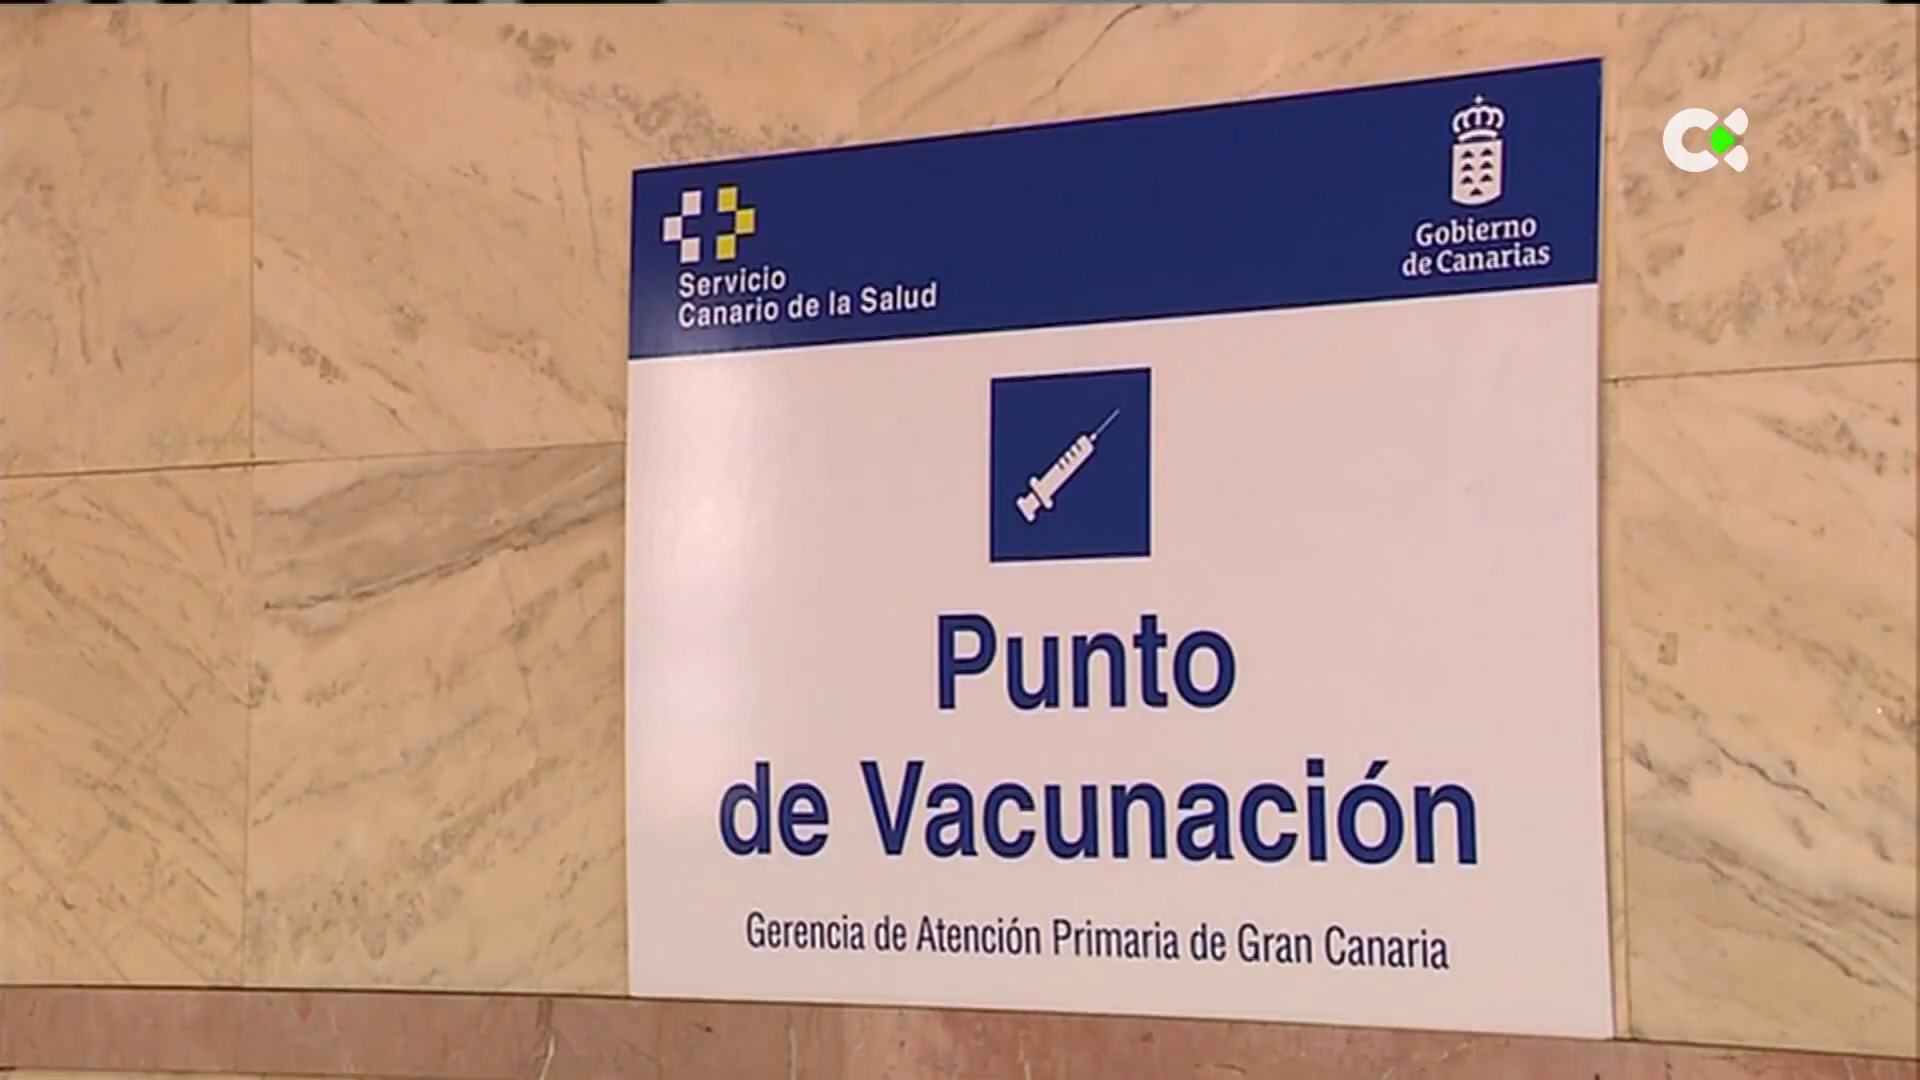 Servicio
Canario de la Salud
Gobierno
de Canarias
Punto
de Vacunación
Gerencia de Atención Primaria de Gran Canaria